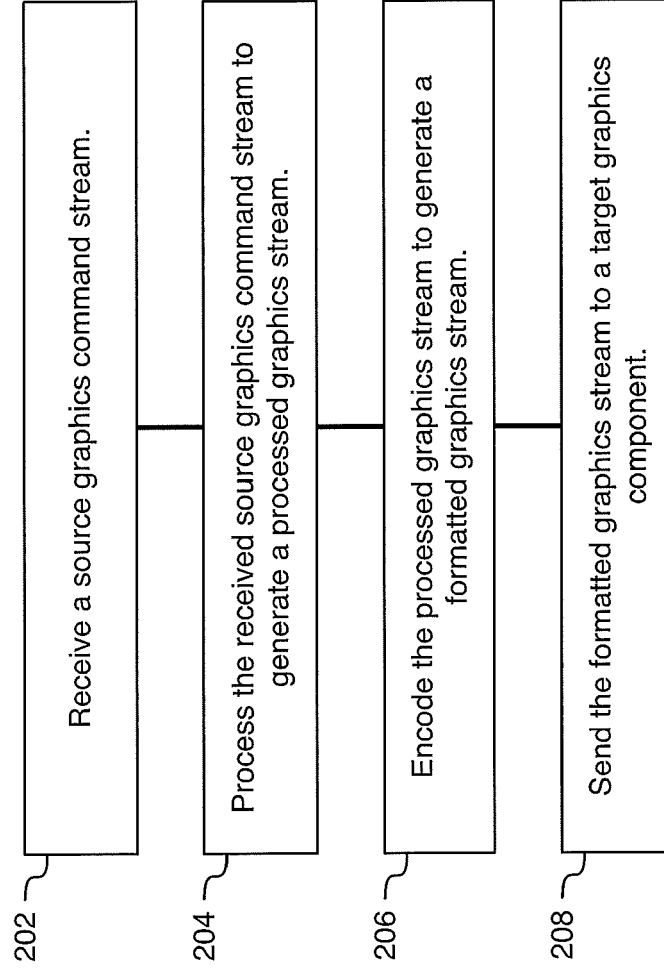 202
Receive a source graphics command stream.
204
Process the received source graphics command stream to
generate a processed graphics stream.
206
Encode the processed graphics stream to generate a
formatted graphics stream.
208
Send the formatted graphics stream to a target graphics
component.